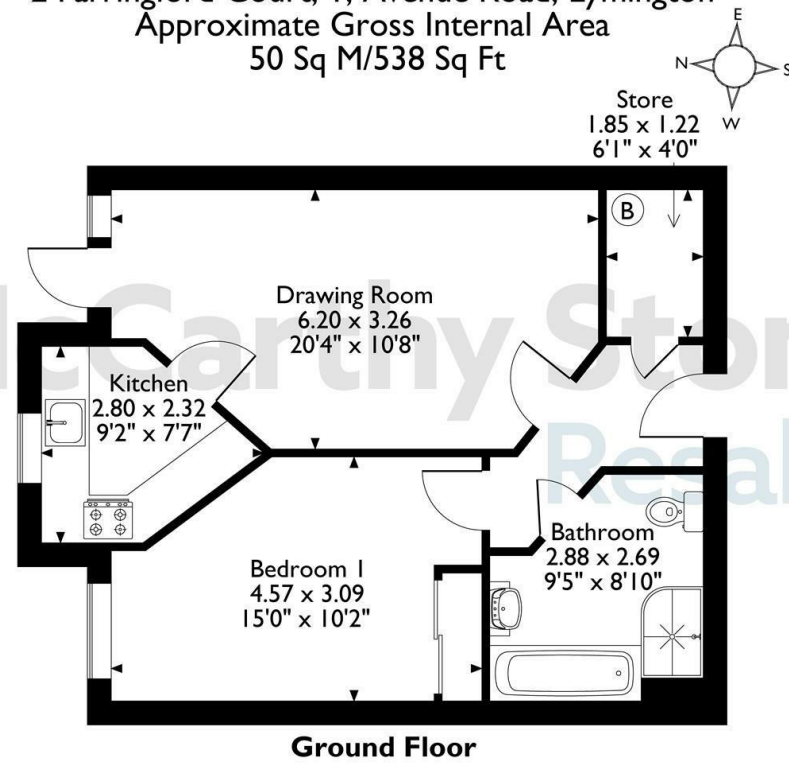 Approximate Gross Internal Area
50 Sq M/538 Sq Ft
E
N
S
W
Store
1.85 x 1.22
6'1" x 4'0"
B
Drawing Room
6.20 x 3.26
20'4" x 10'8"
Kitchen
2.80 x 2.32
9'2" x 7'7"
McCarthy Stone
Resal
Bathroom
2.88 x 2.69
9'5" x 8'10"
Bedroom 1
4.57 x 3.09
15'0" x 10'2"
Ground Floor